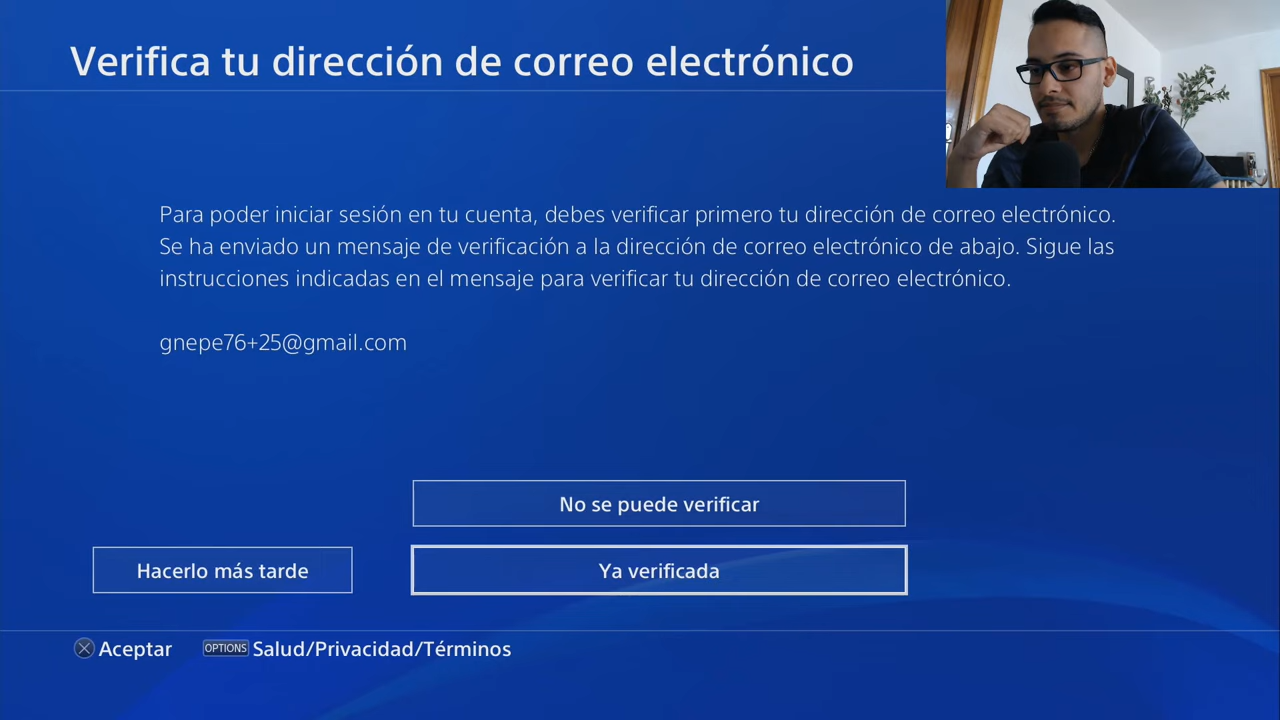 Verifica tu dirección de correo electrónico
Para poder iniciar sesión en tu cuenta, debes verificar primero tu dirección de correo electrónico.
Se ha enviado un mensaje de verificación a la dirección de correo electrónico de abajo. Sigue las
instrucciones indicadas en el mensaje para verificar tu dirección de correo electrónico.
gnepe76+25@gmail.com
No se puede verificar
Hacerlo más tarde
Ya verificada
Aceptar
OPTIONS Salud/Privacidad/Términos